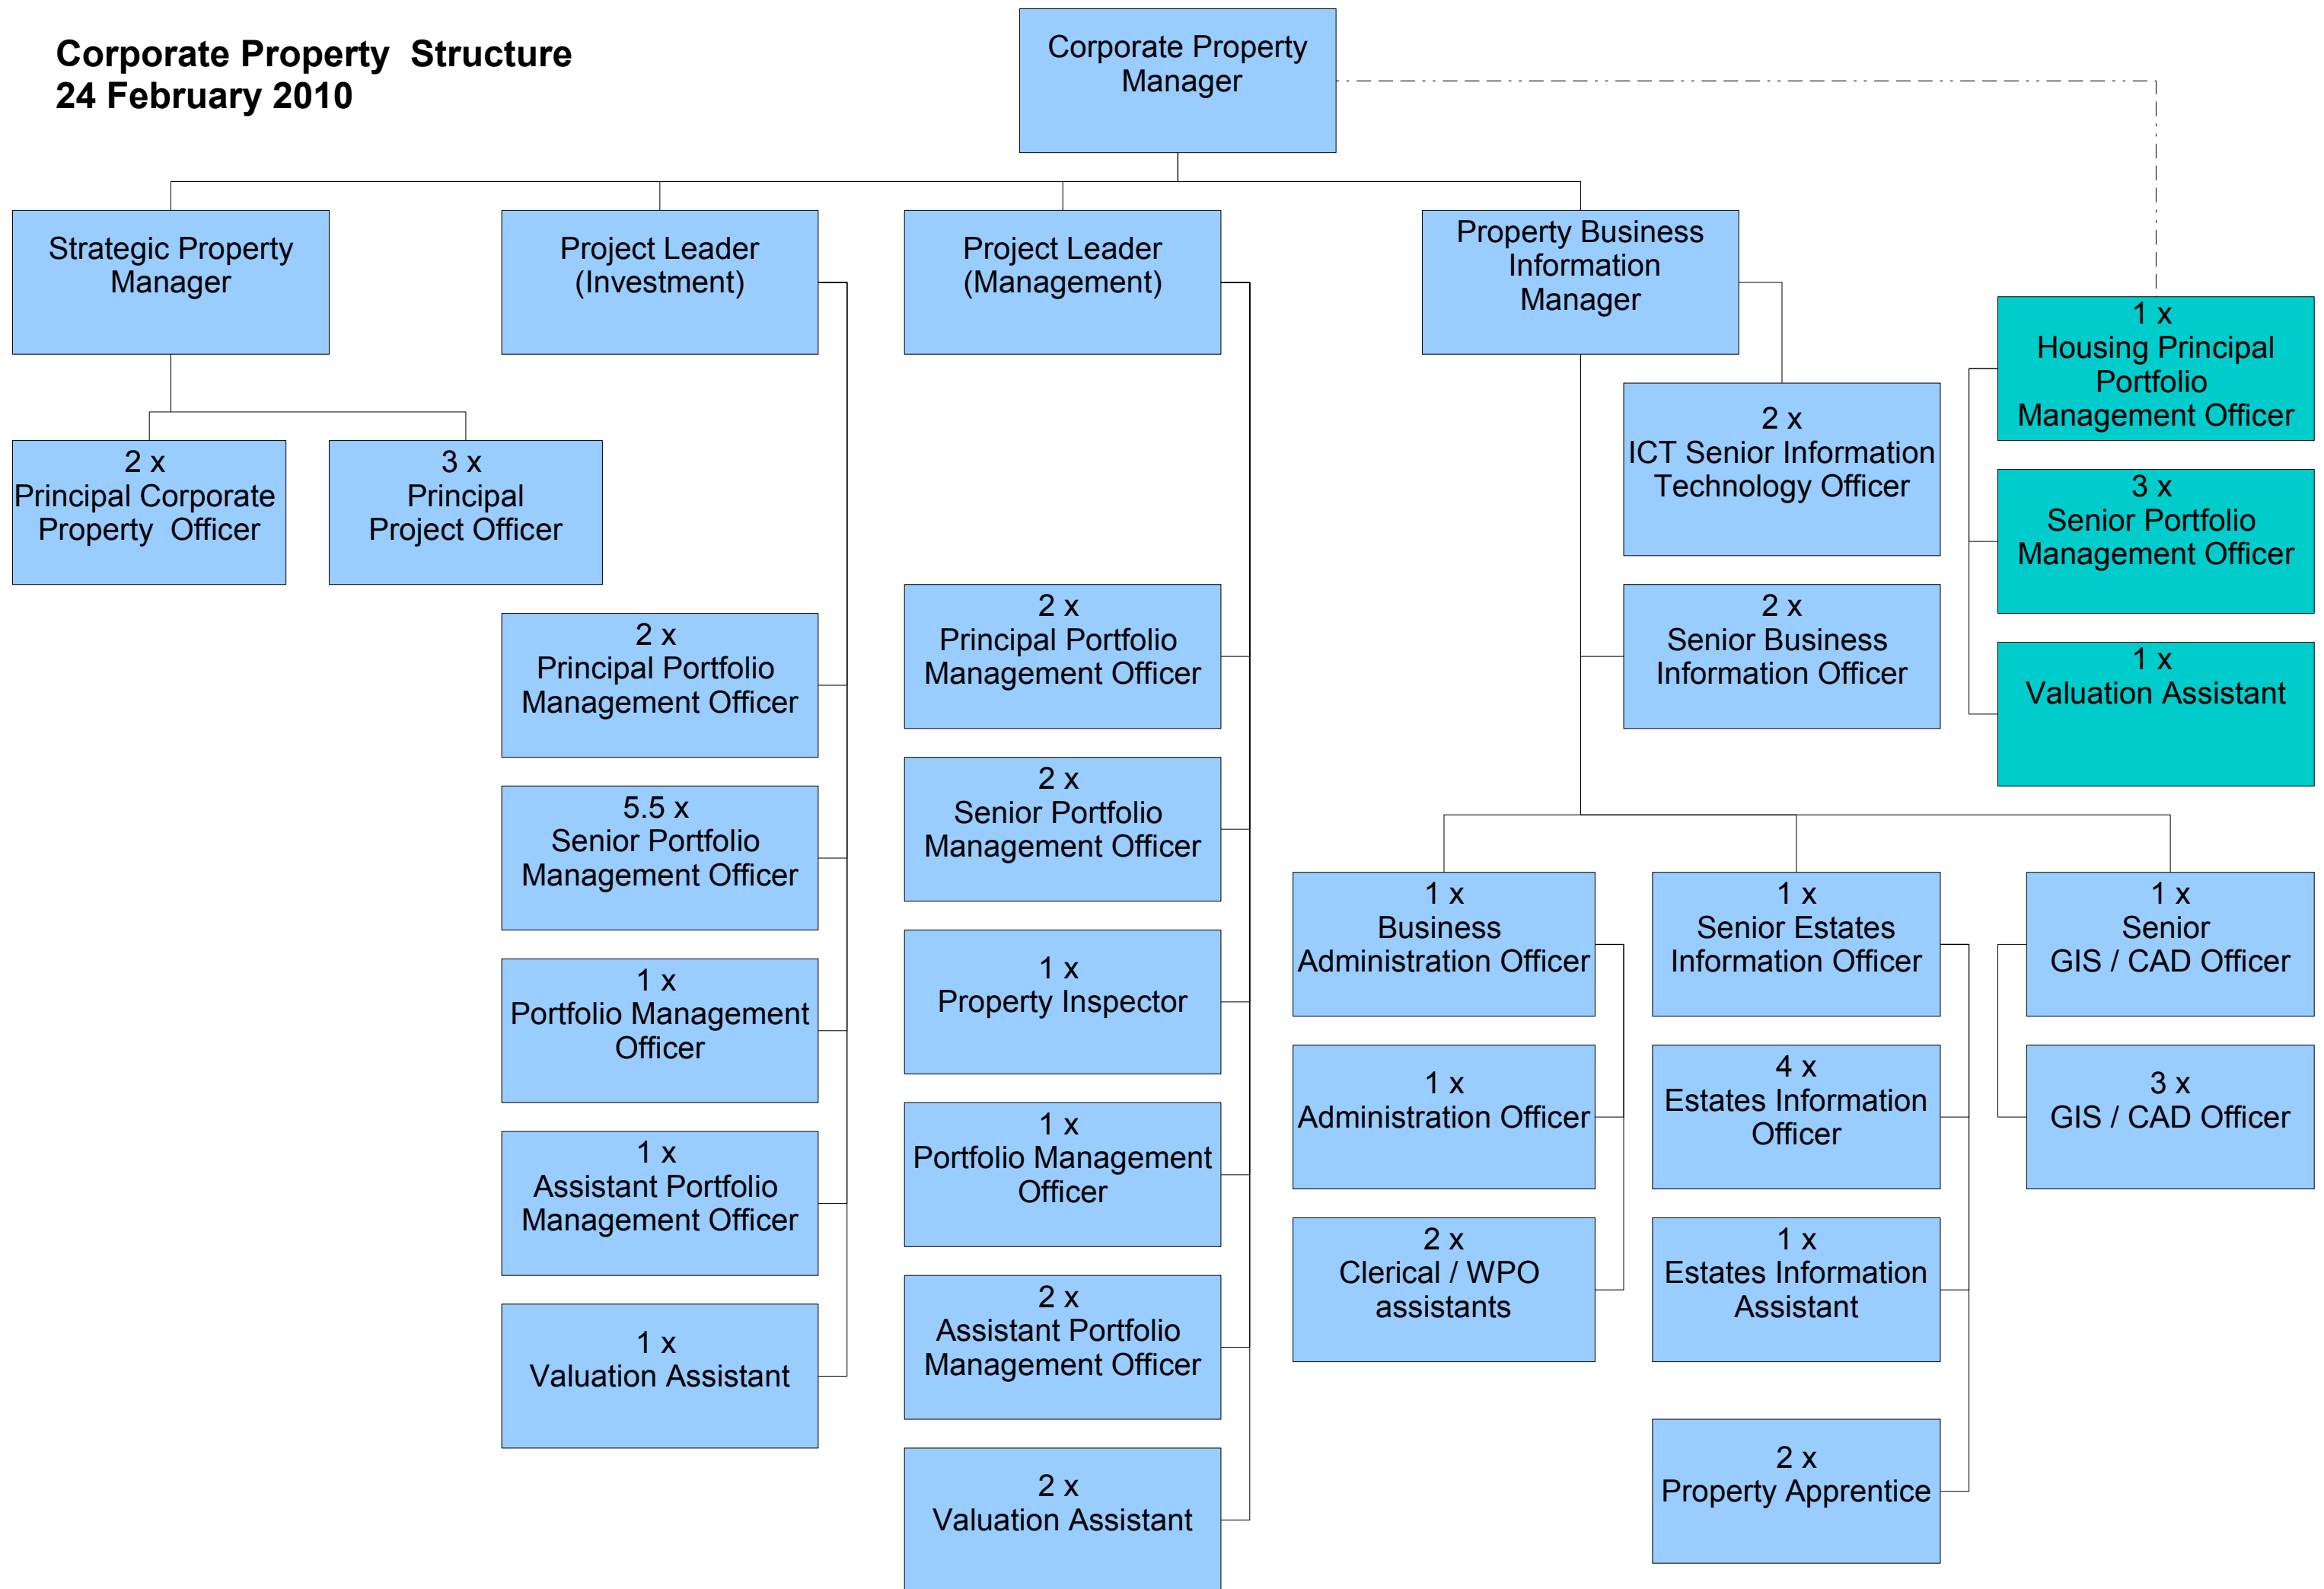 Corporate Property  Structure
24 February 2010
Corporate Property
Manager
Strategic Property
Manager
Project Leader
(Investment)
Project Leader
(Management)
Property Business
Information
Manager
2 x
Principal Corporate
Property  Officer
3 x
Principal
Project Officer
2 x
Principal Portfolio
Management Officer
5.5 x
Senior Portfolio
Management Officer
1 x
Portfolio Management
Officer
1 x
Assistant Portfolio
Management Officer
1 x
Valuation Assistant
2 x
Principal Portfolio
Management Officer
2 x
Senior Portfolio
Management Officer
1 x
Property Inspector
1 x
Portfolio Management
Officer
2 x
Assistant Portfolio
Management Officer
2 x
Valuation Assistant
2 x
ICT Senior Information
Technology Officer
2 x
Senior Business
Information Officer
1 x
Business
Administration Officer
1 x
Administration Officer
2 x
Clerical / WPO
assistants
1 x
Senior Estates
Information Officer
4 x
Estates Information
Officer
1 x
Estates Information
Assistant
2 x
Property Apprentice
1 x
Senior
GIS / CAD Officer
3 x
GIS / CAD Officer
1 x
Housing Principal
Portfolio
Management Officer
3 x
Senior Portfolio
Management Officer
1 x
Valuation Assistant